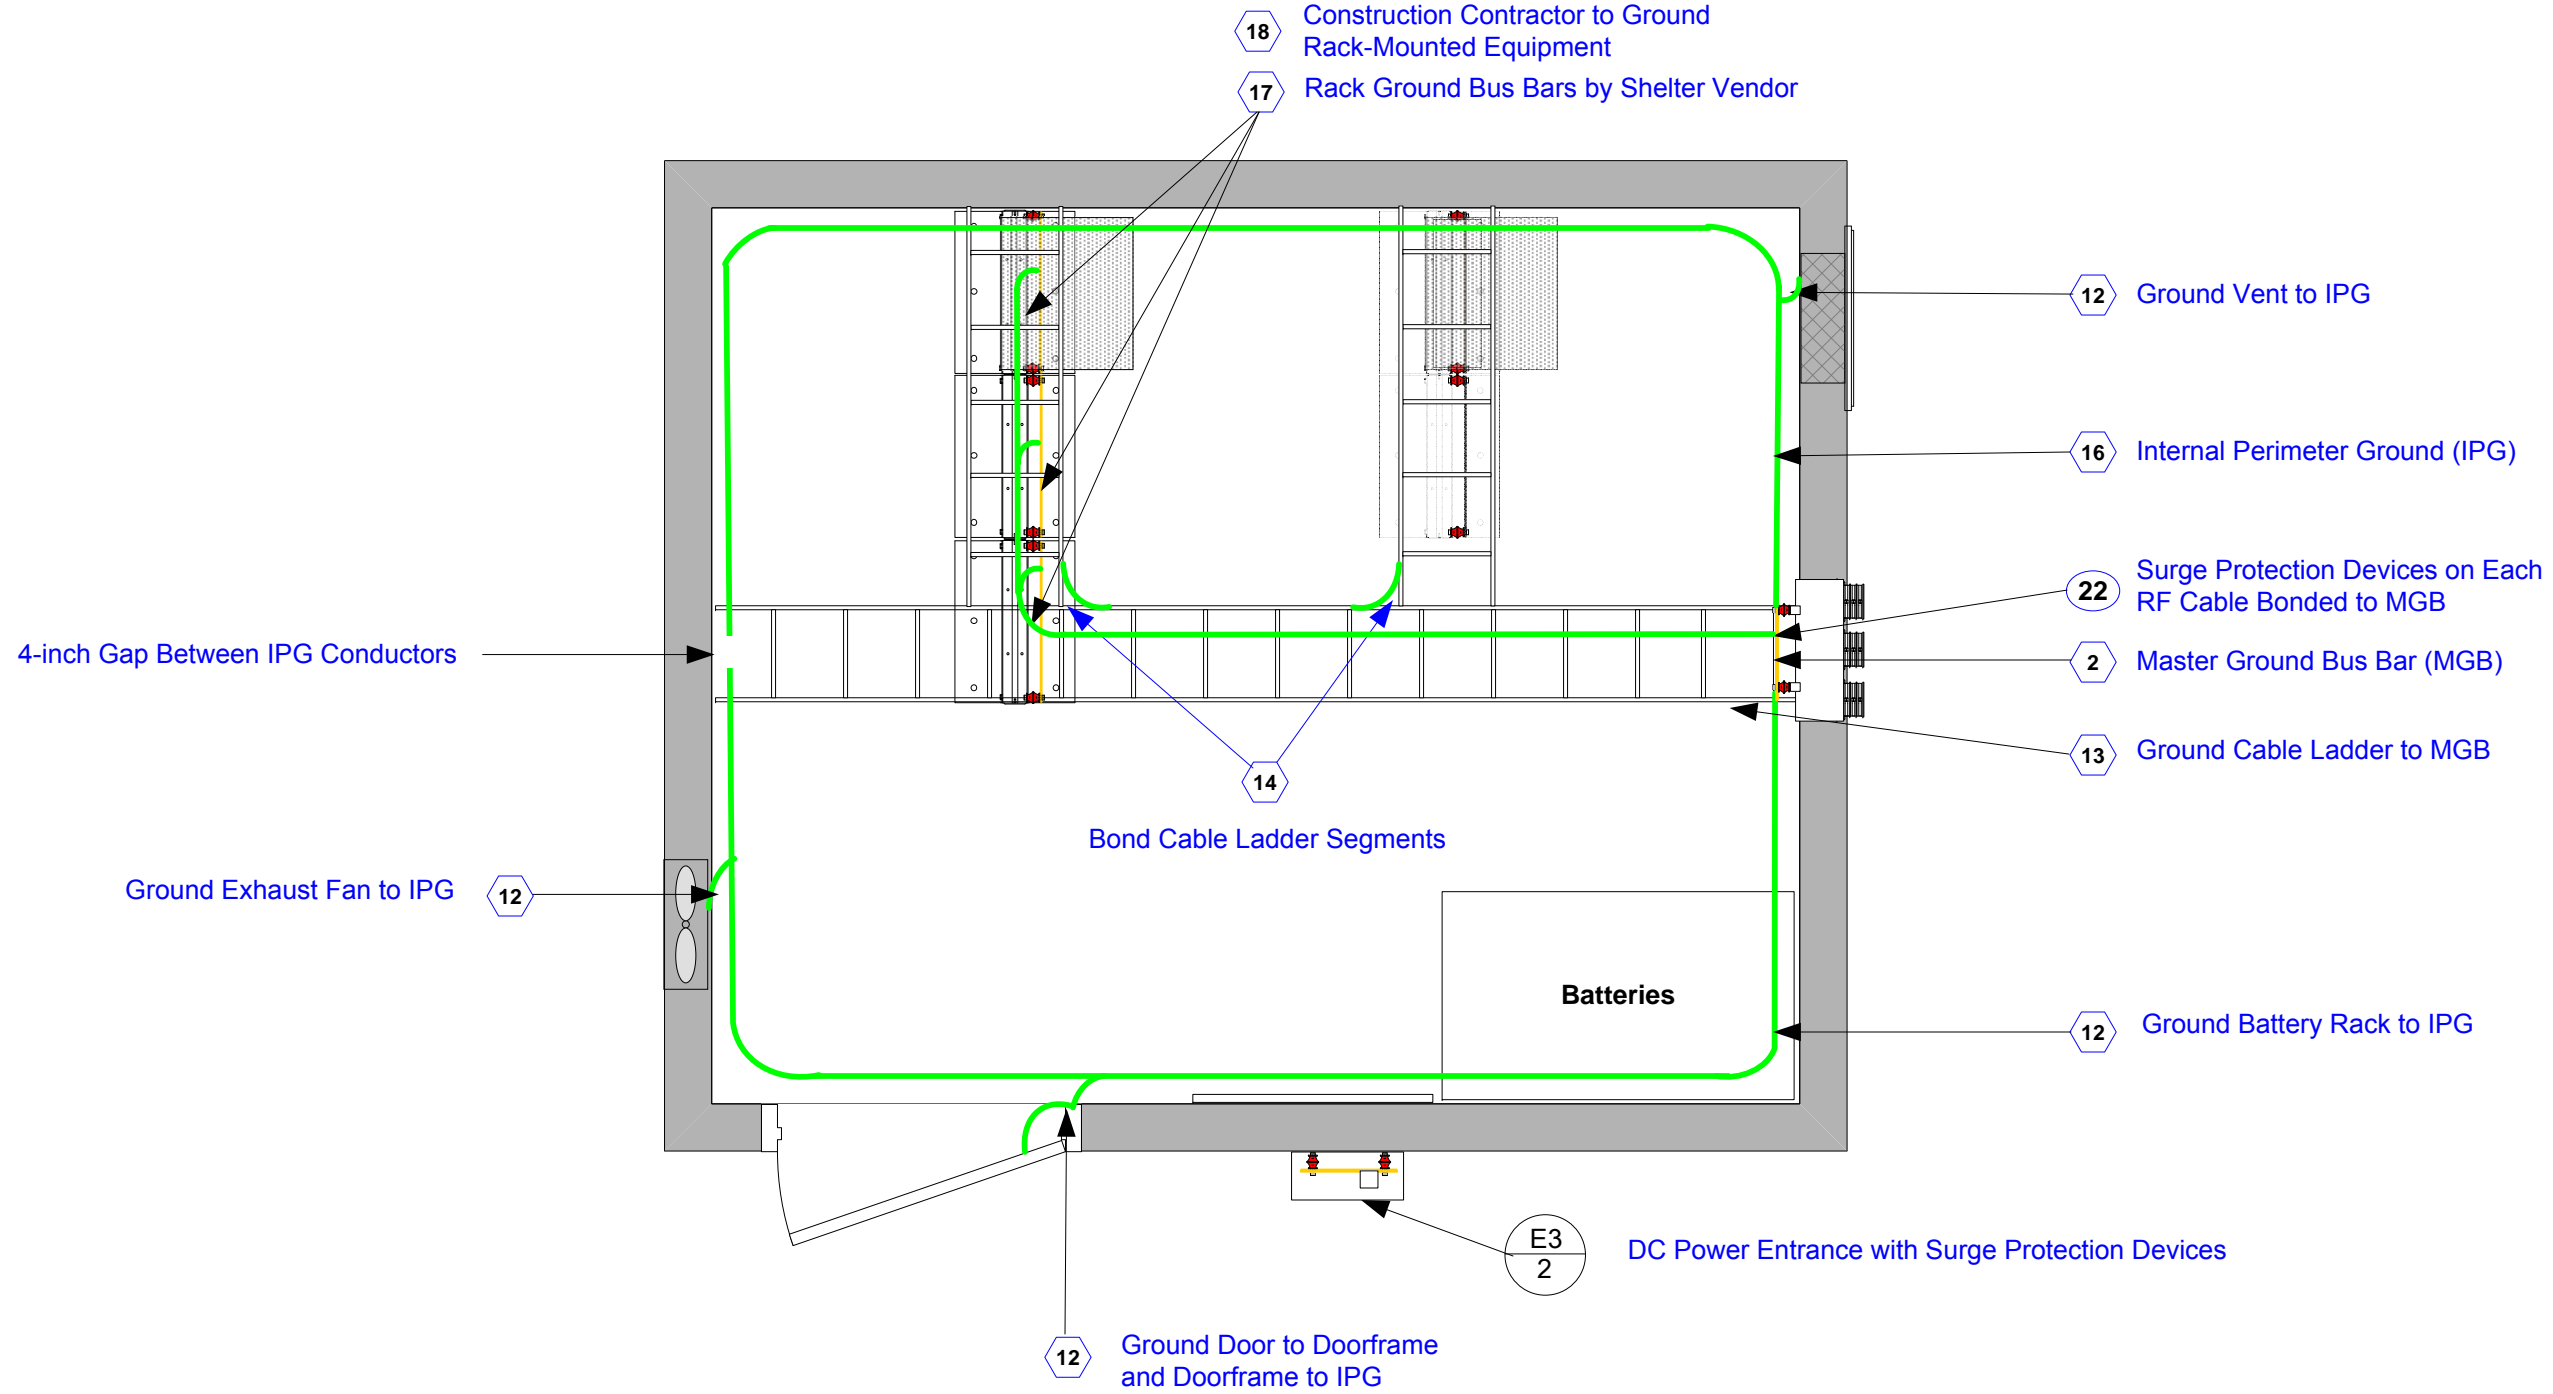 18
Construction Contractor to Ground
Rack-Mounted Equipment
17
Rack Ground Bus Bars by Shelter Vendor
12
Ground Vent to IPG
16
Internal Perimeter Ground (IPG)
22
Surge Protection Devices on Each
RF Cable Bonded to MGB
4-inch Gap Between IPG Conductors
2
Master Ground Bus Bar (MGB)
13
Ground Cable Ladder to MGB
14
Bond Cable Ladder Segments
Ground Exhaust Fan to IPG
12
Batteries
12
Ground Battery Rack to IPG
E3
2
DC Power Entrance with Surge Protection Devices
12
Ground Door to Doorframe
and Doorframe to IPG